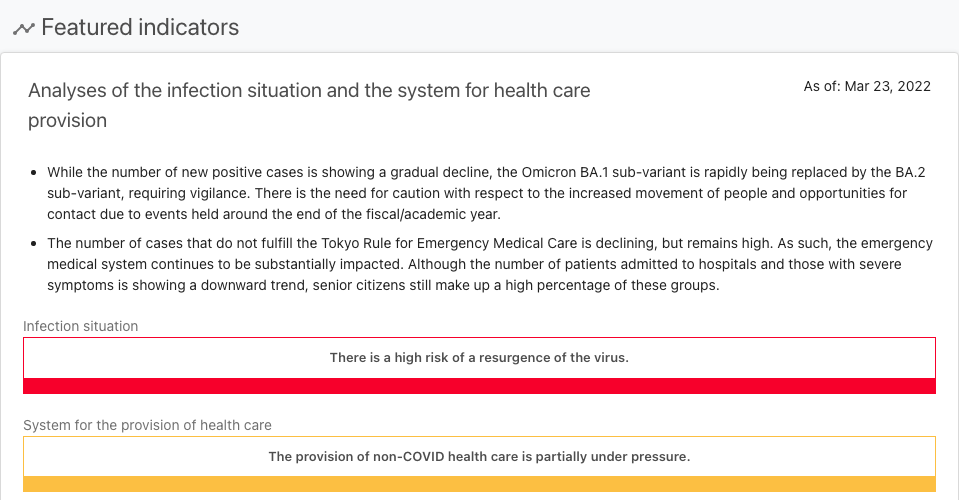 Featured indicators
Analyses of the infection situation and the system for health care
provision
As of: Mar 23, 2022
While the number of new positive cases is showing a gradual decline, the Omicron BA.1 sub-variant is rapidly being replaced by the BA.2
sub-variant, requiring vigilance. There is the need for caution with respect to the increased movement of people and opportunities for
contact due to events held around the end of the fiscal/academic year.
The number of cases that do not fulfill the Tokyo Rule for Emergency Medical Care is declining, but remains high. As such, the emergency
medical system continues to be substantially impacted. Although the number of patients admitted to hospitals and those with severe
symptoms is showing a downward trend, senior citizens still make up a high percentage of these groups.
Infection situation
There is a high risk of a resurgence of the virus.
System for the provision of health care
The provision of non-COVID health care is partially under pressure.